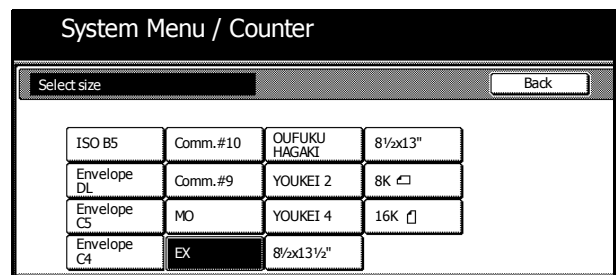 System Menu / Counter
Select size
Back
ISO B5
Comm.#10
OUFUKU
HAGAKI
8½x13"
Envelope
DL
Comm.#9
YOUKEI 2
8K
Envelope
C5
MO
YOUKEI 4
16K
Envelope
C4
EX
8½x13½"